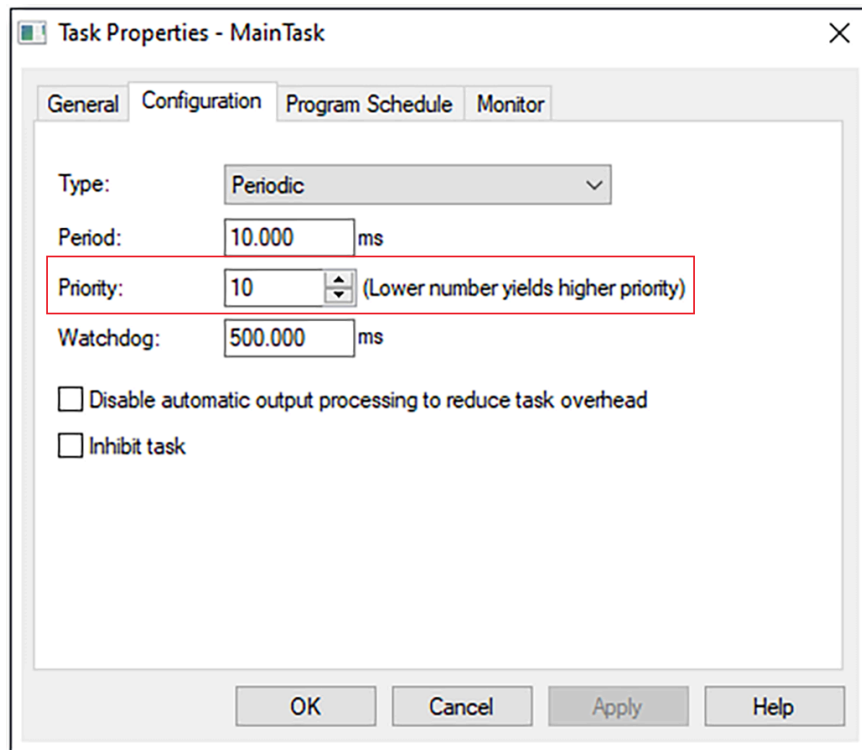 Task Properties - MainTask
General Configuration Program Schedule Monitor
Type: Periodic
Period: 10.000 ms
Priority: 10 (Lower number yields higher priority)
Watchdog: 500.000 ms
Disable automatic output processing to reduce task overhead
Inhibit task
OK Cancel Apply Help